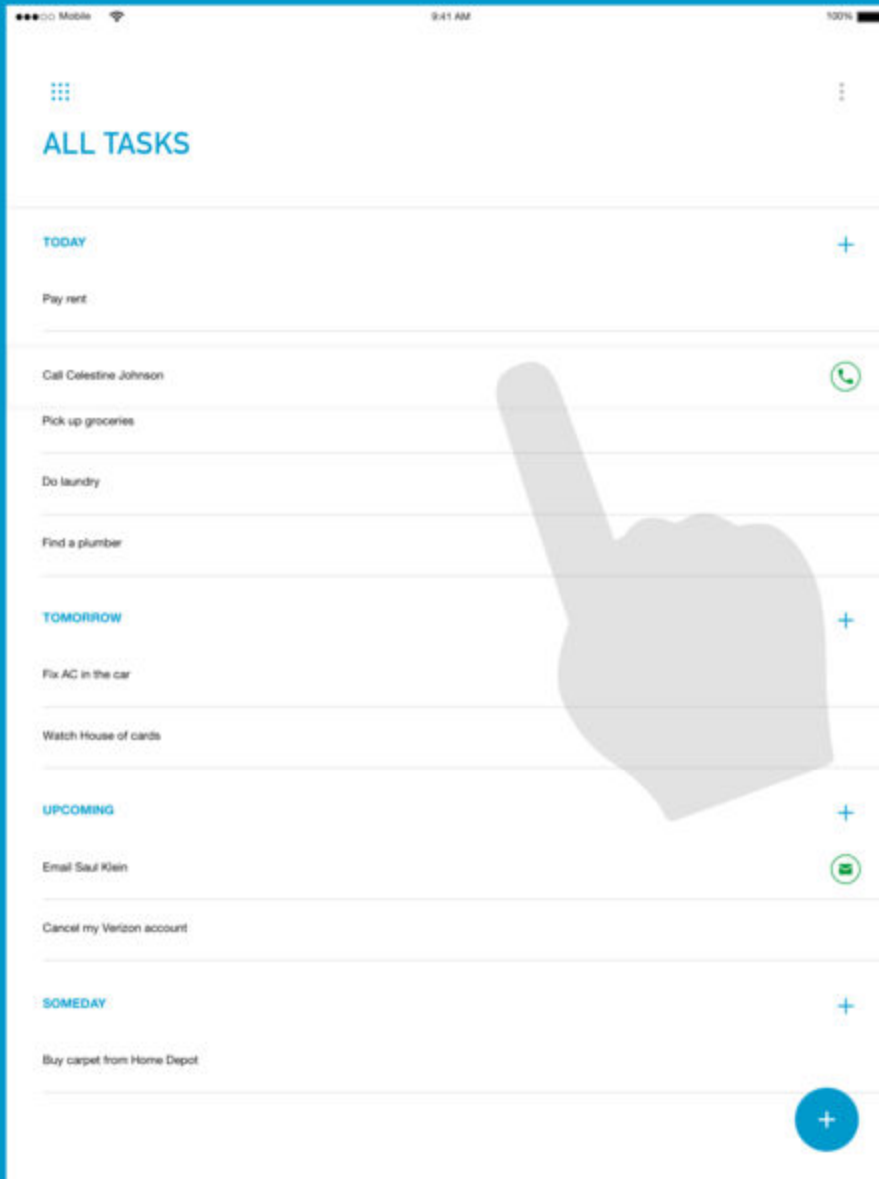 Mobile 9:41 AM 100%
ALL TASKS
TODAY +
Pay rent
Call Celestine Johnson
Pick up groceries
Do laundry
Find a plumber
TOMORROW +
Fix AC in the car
Watch House of cards
UPCOMING +
Email Saul Klein
Cancel my Verizon account
SOMEDAY +
Buy carpet from Home Depot
+